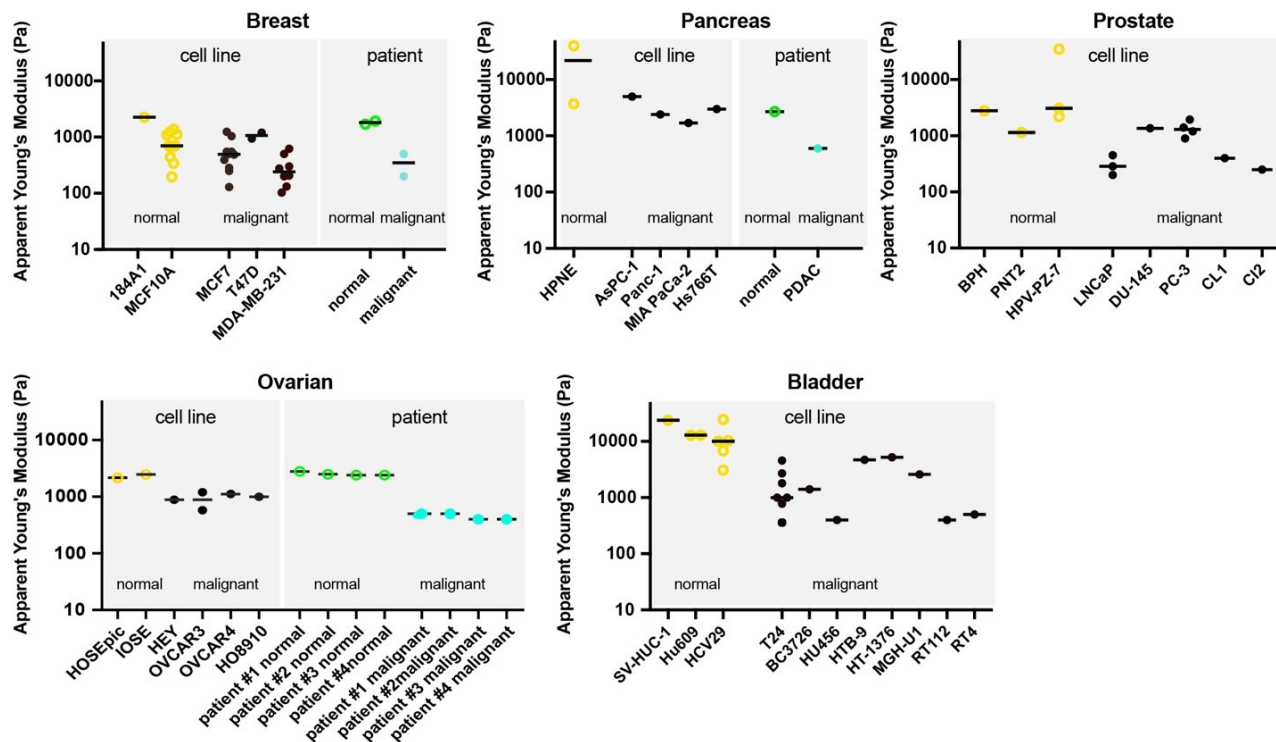 Breast
Apparent Young's Modulus (Pa)
10000
1000
100
10
cell line
patient
normal
malignant
normal
malignant
184A1
MCF10A
MCF7
T47D
MDA-MB-231
normal
malignant
Pancreas
Apparent Young's Modulus (Pa)
10000
1000
100
10
cell line
patient
normal
malignant
normal
malignant
HPNE
AsPC-1
Panc-1
MIA PaCa-2
Hs766T
normal
PDAC
Prostate
Apparent Young's Modulus (Pa)
10000
1000
100
10
cell line
normal
malignant
BPH
PNT2
HPV-PZ-7
LNCaP
DU-145
PC-3
CL1
Cl2
Ovarian
Apparent Young's Modulus (Pa)
10000
1000
100
10
cell line
patient
normal
malignant
normal
malignant
HOSEpic
IOSE
HEY
OVCAR3
OVCAR4
HO8910
patient #1 normal
patient #2 normal
patient #3 normal
patient #4normal
patient #1 malignant
patient #2malignant
patient #3 malignant
patient #4 malignant
Bladder
Apparent Young's Modulus (Pa)
10000
1000
100
10
cell line
normal
malignant
SV-HUC-1
Hu609
HCV29
T24
BC3726
HU456
HTB-9
HT-1376
MGH-U1
RT112
RT4